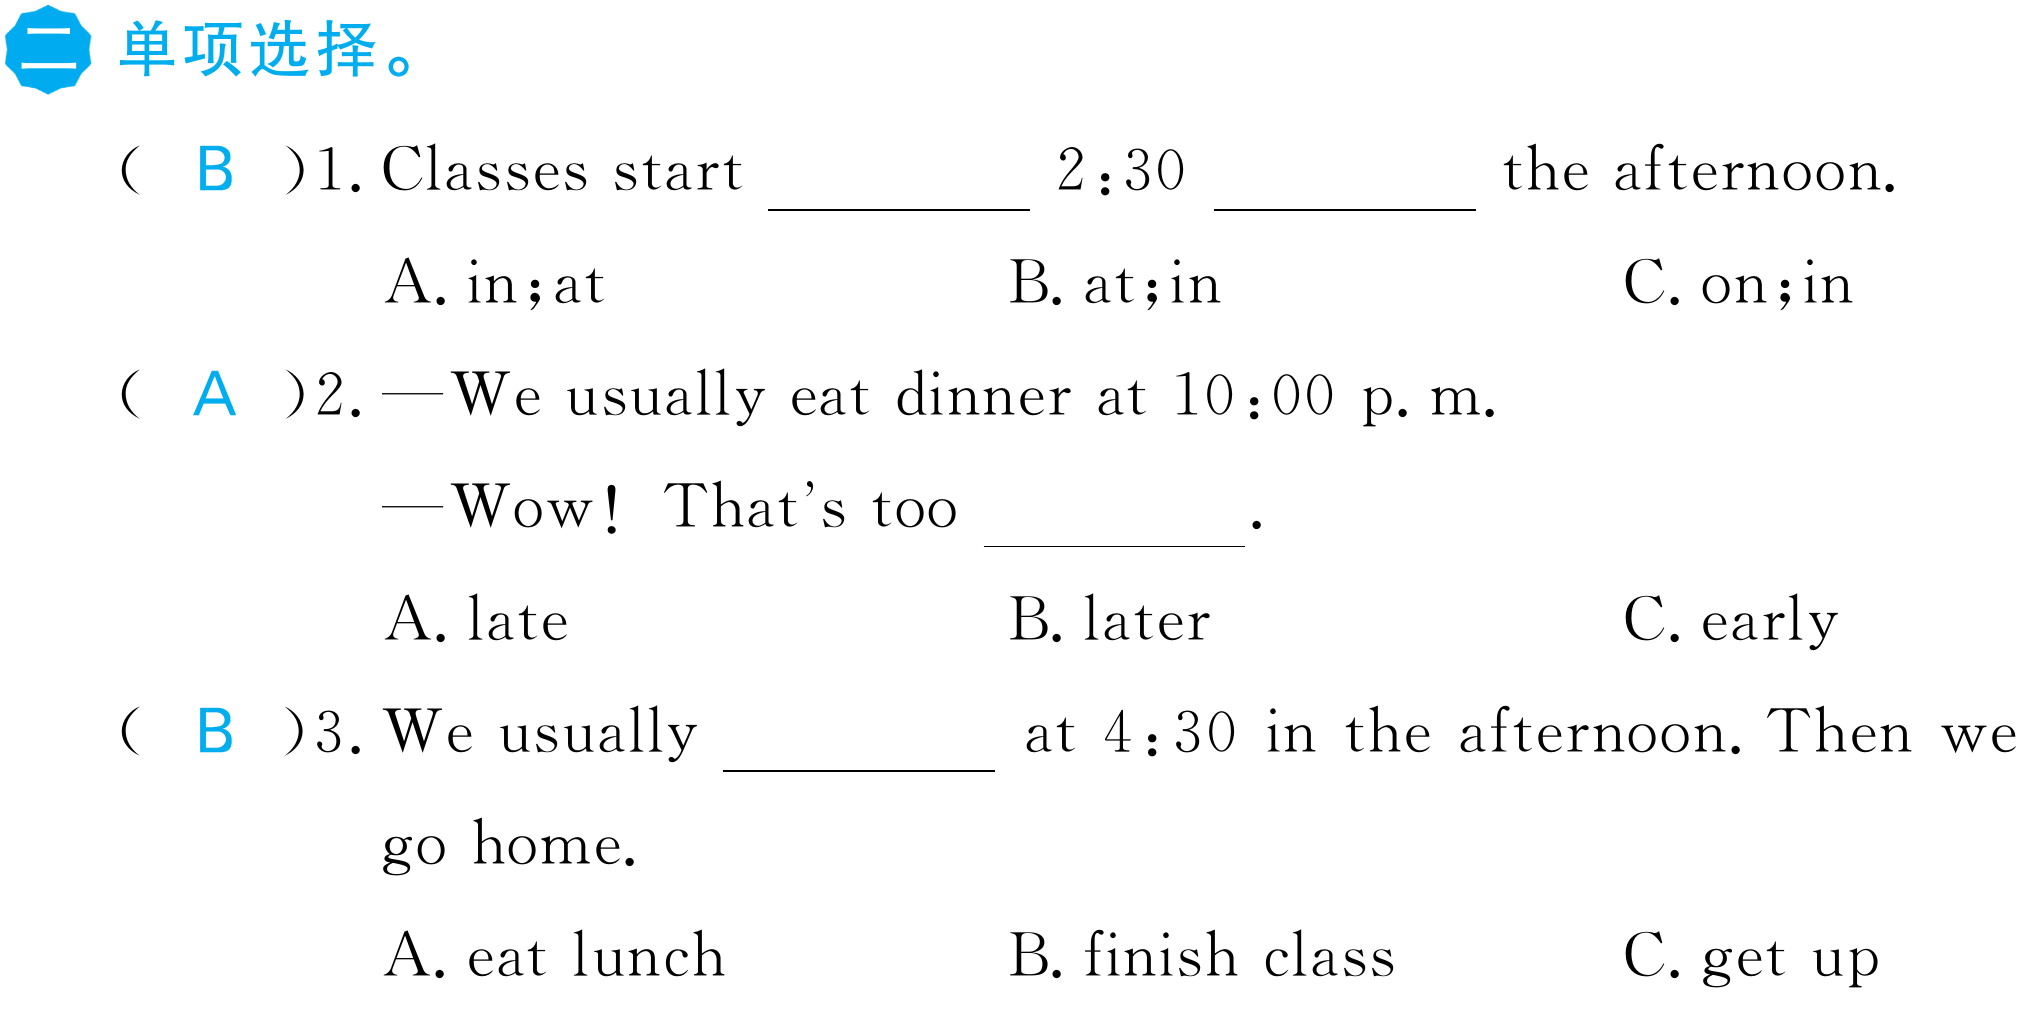 二 单项选择。
( B )1. Classes start ________ 2:30 ________ the afternoon.
A. in;at B. at;in C. on;in
( A )2. —We usually eat dinner at 10:00 p. m.
—Wow! That's too ________.
A. late B. later C. early
( B )3. We usually ________ at 4:30 in the afternoon. Then we
go home.
A. eat lunch B. finish class C. get up